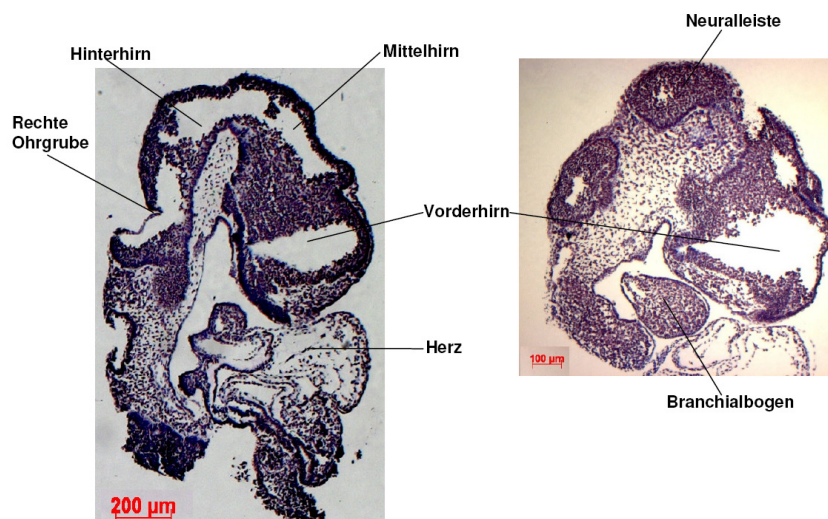 Neuralleiste
Hinterhirn
Mittelhirn
Rechte
Ohrgrube
Vorderhirn
Herz
Branchialbogen
200 µm
100 µm